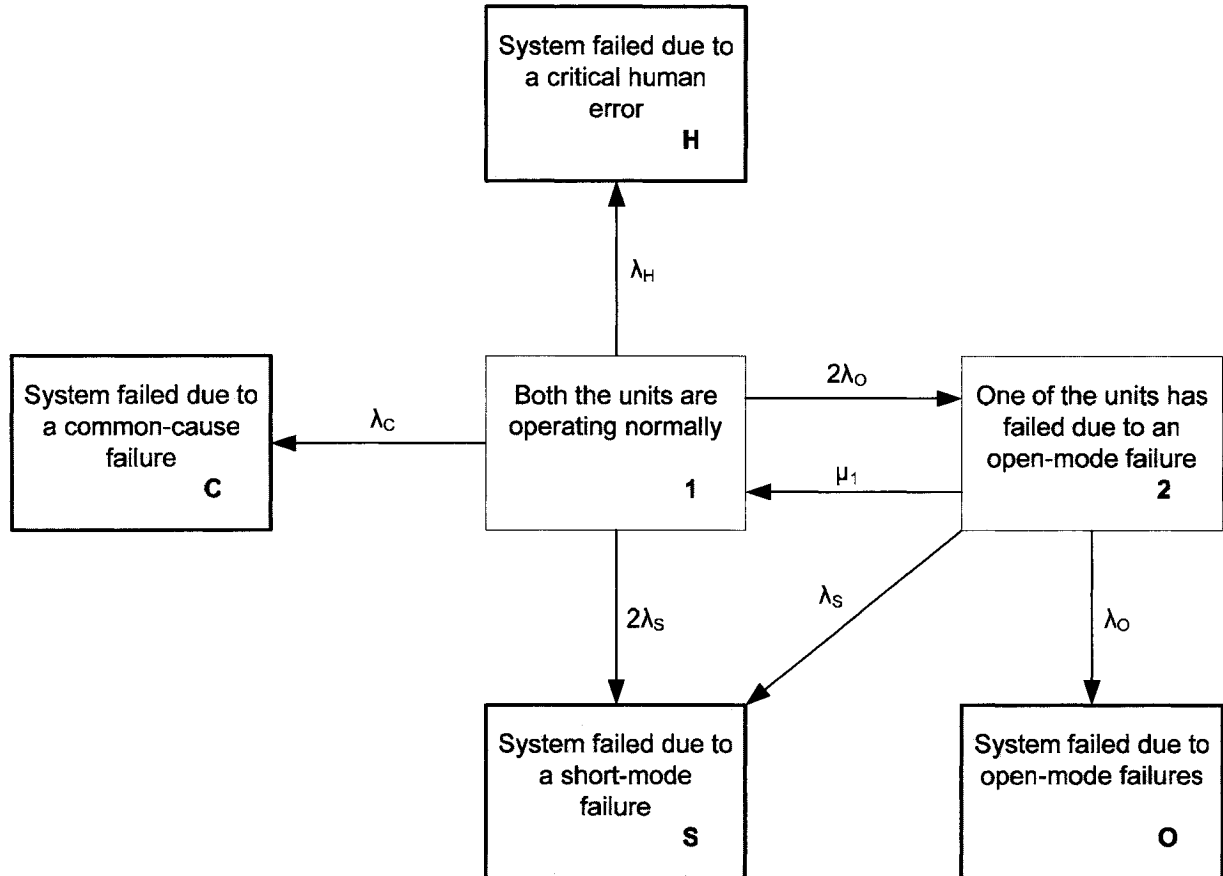 System failed due to
a critical human
error
H
λH
System failed due to
a common-cause
failure
C
λC
Both the units are
operating normally
1
2λO
μ1
One of the units has
failed due to an
open-mode failure
2
2λS
λS
λO
System failed due to
a short-mode
failure
S
System failed due to
open-mode failures
O